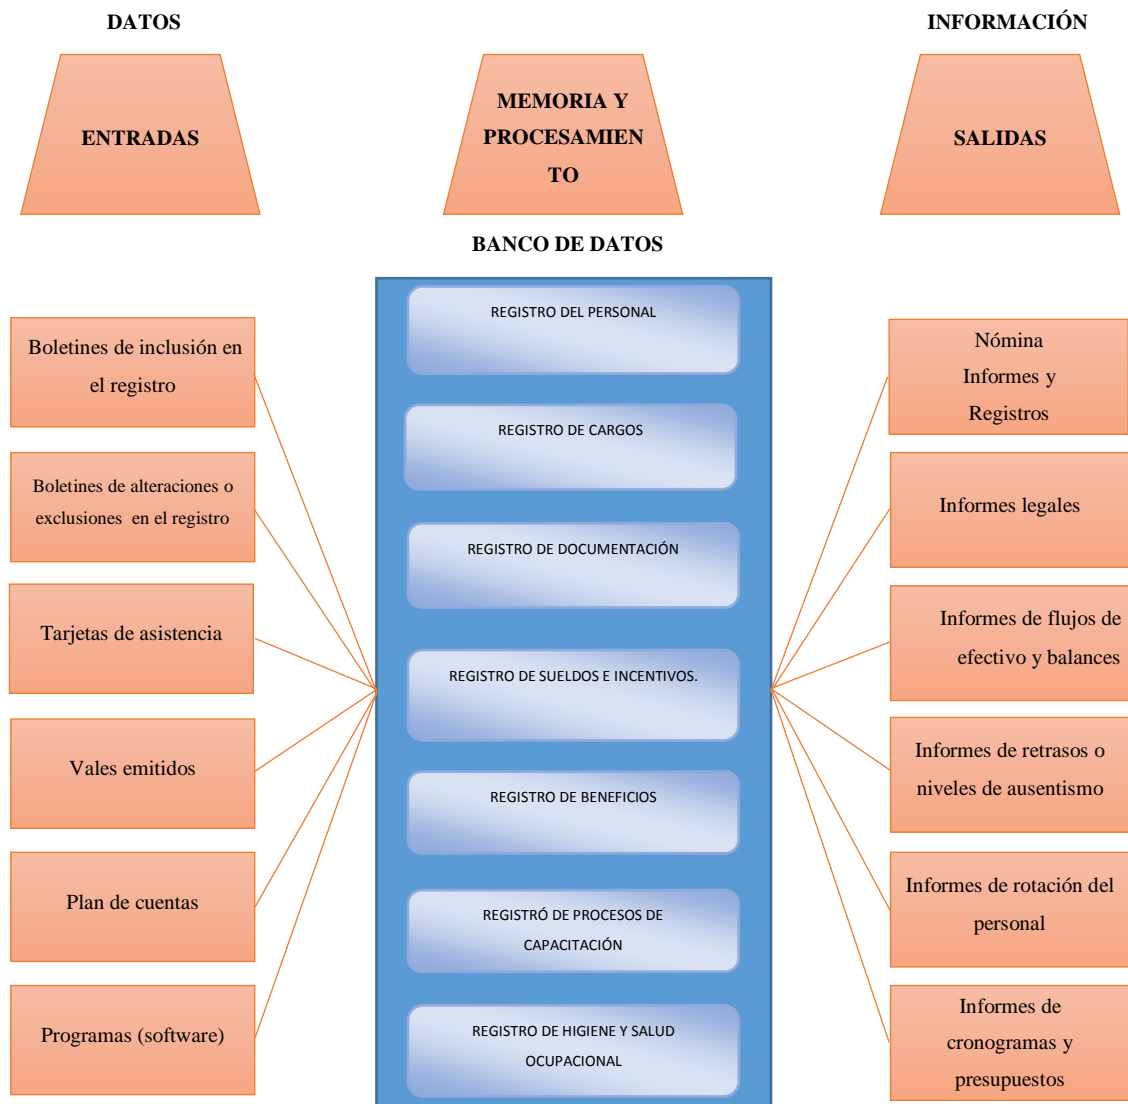 DATOS
INFORMACIÓN
ENTRADAS
MEMORIA Y
PROCESAMIEN
TO
SALIDAS
BANCO DE DATOS
Boletines de inclusión en
el registro
Boletines de alteraciones o
exclusiones en el registro
Tarjetas de asistencia
Vales emitidos
Plan de cuentas
Programas (software)
REGISTRO DEL PERSONAL
REGISTRO DE CARGOS
REGISTRO DE DOCUMENTACIÓN
REGISTRO DE SUELDOS E INCENTIVOS.
REGISTRO DE BENEFICIOS
REGISTRÓ DE PROCESOS DE
CAPACITACIÓN
REGISTRO DE HIGIENE Y SALUD
OCUPACIONAL
Nómina
Informes y
Registros
Informes legales
Informes de flujos de
efectivo y balances
Informes de retrasos o
niveles de ausentismo
Informes de rotación del
personal
Informes de
cronogramas y
presupuestos